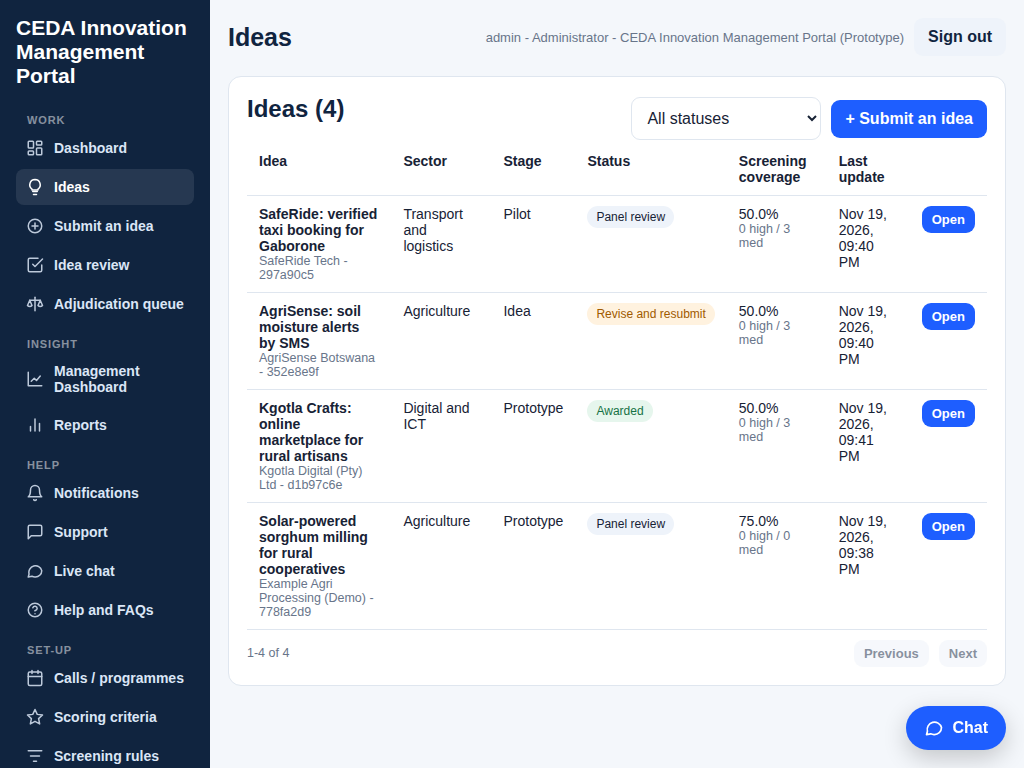 CEDA Innovation
Management
Portal
WORK
Dashboard
Ideas
Submit an idea
Idea review
Adjudication queue
INSIGHT
Management
Dashboard
Reports
HELP
Notifications
Support
Live chat
Help and FAQs
SET-UP
Calls / programmes
Scoring criteria
Screening rules
Ideas
admin - Administrator - CEDA Innovation Management Portal (Prototype)
Sign out
Ideas (4)
All statuses
+ Submit an idea
Idea Sector Stage Status Screening coverage Last update
SafeRide: verified
taxi booking for
Gaborone
SafeRide Tech -
297a90c5
Transport
and
logistics
Pilot
Panel review
50.0%
0 high / 3
med
Nov 19,
2026,
09:40
PM
Open
AgriSense: soil
moisture alerts
by SMS
AgriSense Botswana
- 352e8e9f
Agriculture
Idea
Revise and resubmit
50.0%
0 high / 3
med
Nov 19,
2026,
09:40
PM
Open
Kgotla Crafts:
online
marketplace for
rural artisans
Kgotla Digital (Pty)
Ltd - d1b97c6e
Digital and
ICT
Prototype
Awarded
50.0%
0 high / 3
med
Nov 19,
2026,
09:41
PM
Open
Solar-powered
sorghum milling
for rural
cooperatives
Example Agri
Processing (Demo) -
778fa2d9
Agriculture
Prototype
Panel review
75.0%
0 high / 0
med
Nov 19,
2026,
09:38
PM
Open
1-4 of 4
Previous
Next
Chat